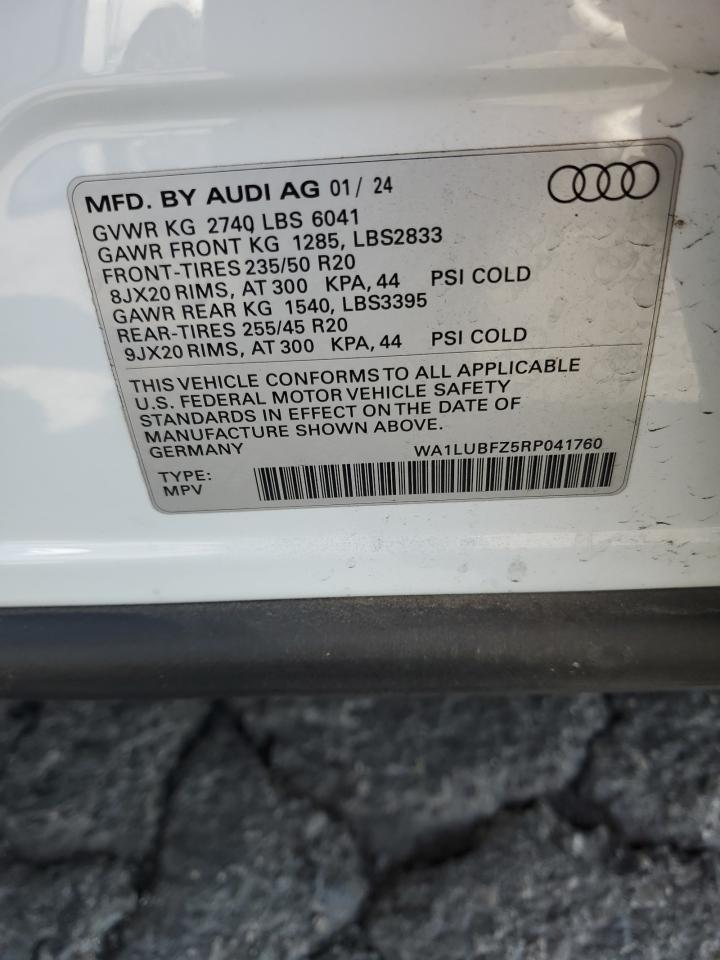 MFD. BY AUDI AG 01/ 24
GVWR KG 2740 LBS 6041
GAWR FRONT KG 1285, LBS2833
FRONT-TIRES 235/50 R20
8JX20 RIMS, AT 300 KPA, 44 PSI COLD
GAWR REAR KG 1540, LBS3395
REAR-TIRES 255/45 R20
9JX20 RIMS, AT 300 KPA, 44 PSI COLD
THIS VEHICLE CONFORMS TO ALL APPLICABLE
U.S. FEDERAL MOTOR VEHICLE SAFETY
STANDARDS IN EFFECT ON THE DATE OF
MANUFACTURE SHOWN ABOVE.
GERMANY WA1LUBFZ5RP041760
TYPE:
MPV